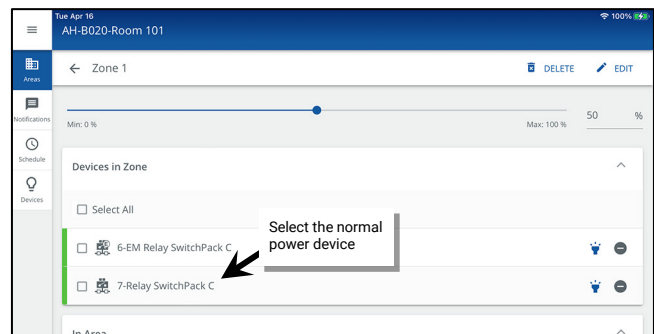 Tue Apr 16
100%
AH-B020-Room 101
Areas
Zone 1
DELETE
EDIT
Notifications
50 %
Min: 0 %
Max: 100 %
Schedule
Devices in Zone
Devices
Select All
Select the normal
power device
6-EM Relay SwitchPack C
7-Relay SwitchPack C
In Area